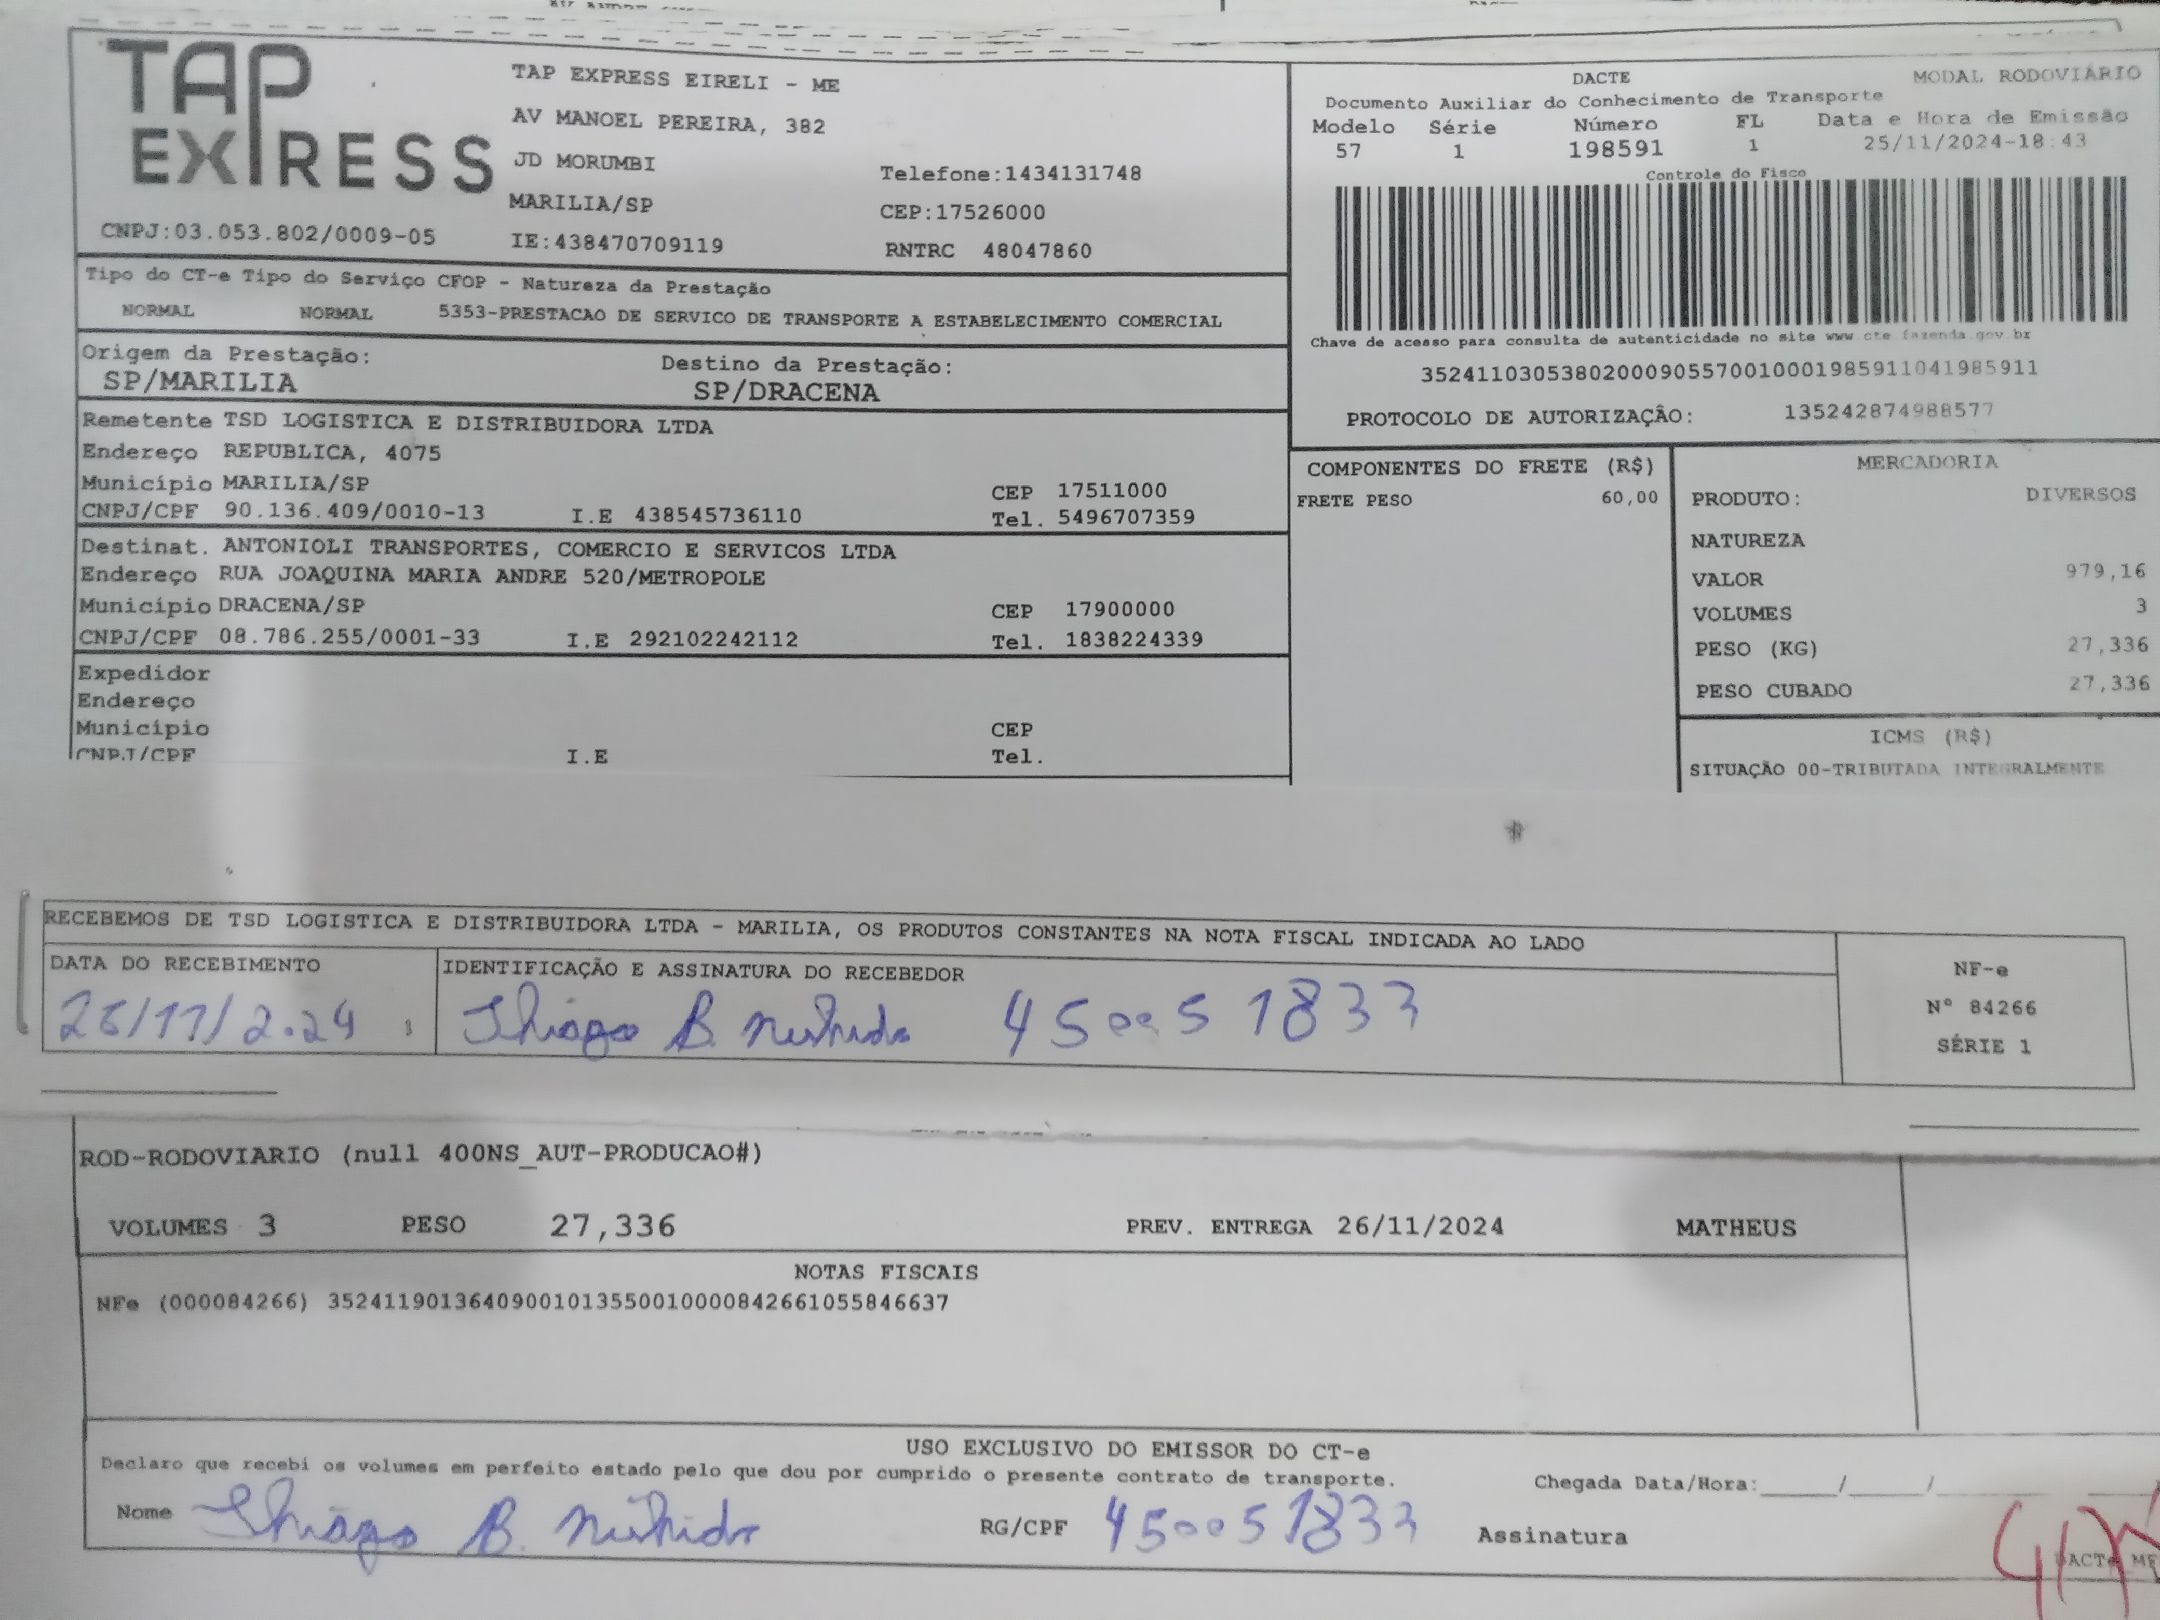 TAP
EXPRESS
CNPJ:03.053.802/0009-05
TAP EXPRESS EIRELI - ME
AV MANOEL PEREIRA, 382
JD MORUMBI
Telefone:1434131748
MARILIA/SP
CEP:17526000
IE:438470709119
RNTRC 48047860
DACTE
MODAL RODOVIÁRIO
Documento Auxiliar do Conhecimento de Transporte
Modelo Série Número FL Data e Hora de Emissão
57 1 198591 1 25/11/2024-18:43
Controle do Fisco
Chave de acesso para consulta de autenticidade no site www.cte.fazenda.gov.br
35241103053802000905570010001985911041985911
PROTOCOLO DE AUTORIZAÇÃO: 135242874988577
Tipo do CT-e Tipo do Serviço CFOP - Natureza da Prestação
NORMAL NORMAL 5353-PRESTACAO DE SERVICO DE TRANSPORTE A ESTABELECIMENTO COMERCIAL
Origem da Prestação: Destino da Prestação:
SP/MARILIA SP/DRACENA
Remetente TSD LOGISTICA E DISTRIBUIDORA LTDA
Endereço REPUBLICA, 4075
Município MARILIA/SP CEP 17511000
CNPJ/CPF 90.136.409/0010-13 I.E 438545736110 Tel. 5496707359
Destinat. ANTONIOLI TRANSPORTES, COMERCIO E SERVICOS LTDA
Endereço RUA JOAQUINA MARIA ANDRE 520/METROPOLE
Município DRACENA/SP CEP 17900000
CNPJ/CPF 08.786.255/0001-33 I.E 292102242112 Tel. 1838224339
Expedidor
Endereço
Município CEP
CNPJ/CPF I.E Tel.
COMPONENTES DO FRETE (R$)
FRETE PESO 60,00
MERCADORIA
PRODUTO: DIVERSOS
NATUREZA
VALOR 979,16
VOLUMES 3
PESO (KG) 27,336
PESO CUBADO 27,336
ICMS (R$)
SITUAÇÃO 00-TRIBUTADA INTEGRALMENTE
RECEBEMOS DE TSD LOGISTICA E DISTRIBUIDORA LTDA - MARILIA, OS PRODUTOS CONSTANTES NA NOTA FISCAL INDICADA AO LADO
DATA DO RECEBIMENTO IDENTIFICAÇÃO E ASSINATURA DO RECEBEDOR
Thiago B. 450051833
NF-e
N° 84266
SÉRIE 1
ROD-RODOVIARIO (null 400NS_AUT-PRODUCAO#)
VOLUMES 3 PESO 27,336 PREV. ENTREGA 26/11/2024 MATHEUS
NOTAS FISCAIS
NFe (000084266) 35241190136409001013550010000842661055846637
USO EXCLUSIVO DO EMISSOR DO CT-e
Declaro que recebi os volumes em perfeito estado pelo que dou por cumprido o presente contrato de transporte.
Chegada Data/Hora:____/____/
Nome Thiago B. RG/CPF 450051833 Assinatura